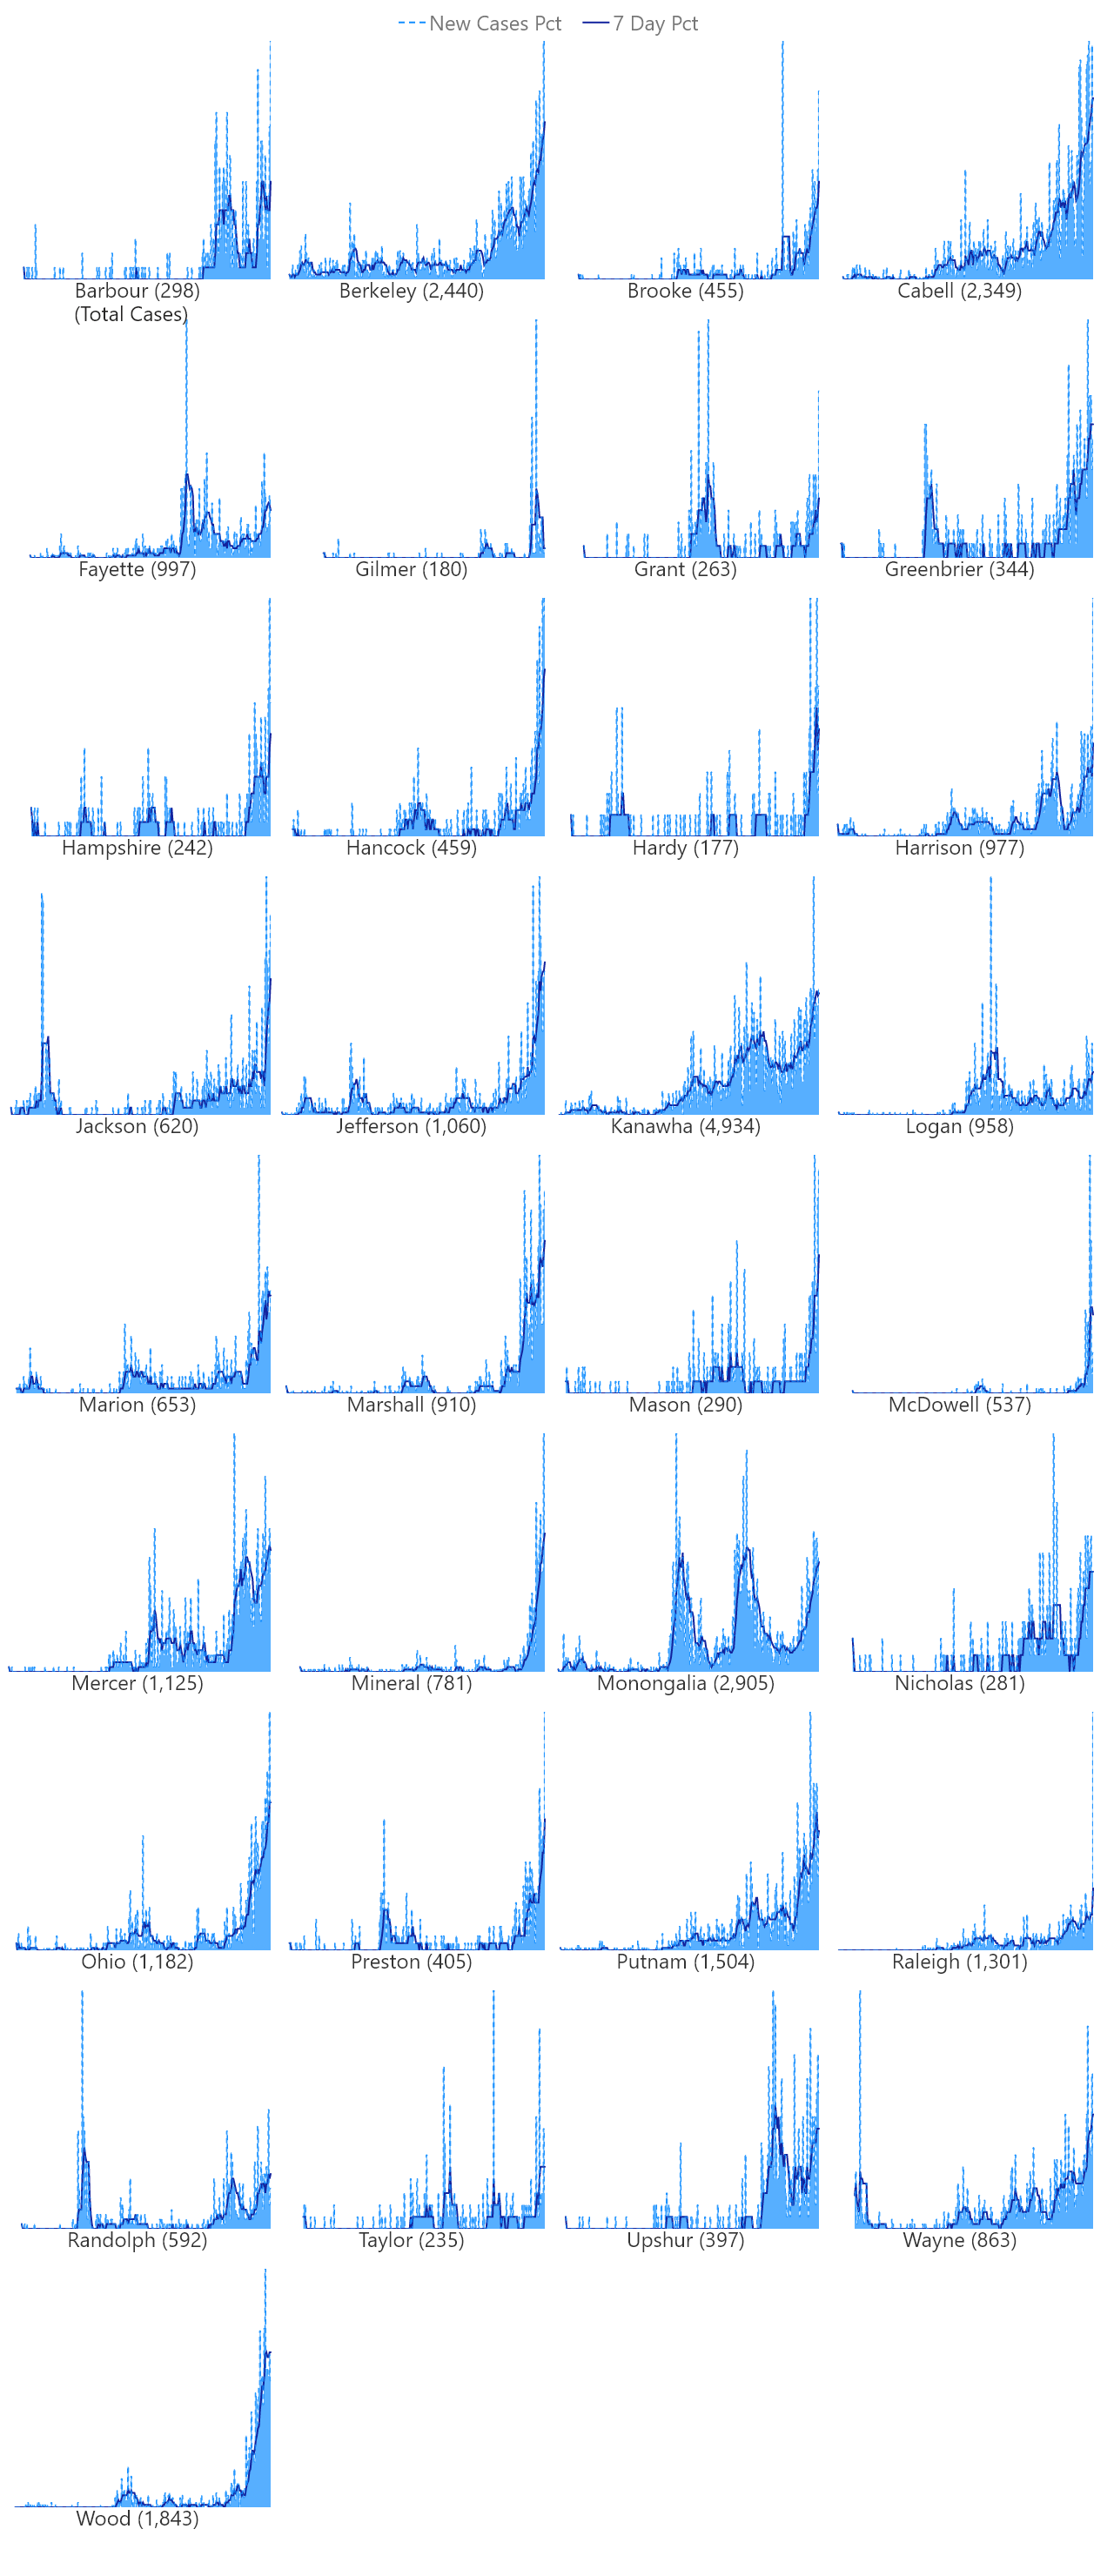 New Cases Pct 7 Day Pct
Barbour (298) Berkeley (2,440) Brooke (455) Cabell (2,349)
(Total Cases)
Fayette (997) Gilmer (180) Grant (263) Greenbrier (344)
Hampshire (242) Hancock (459) Hardy (177) Harrison (977)
Jackson (620) Jefferson (1,060) Kanawha (4,934) Logan (958)
Marion (653) Marshall (910) Mason (290) McDowell (537)
Mercer (1,125) Mineral (781) Monongalia (2,905) Nicholas (281)
Ohio (1,182) Preston (405) Putnam (1,504) Raleigh (1,301)
Randolph (592) Taylor (235) Upshur (397) Wayne (863)
Wood (1,843)